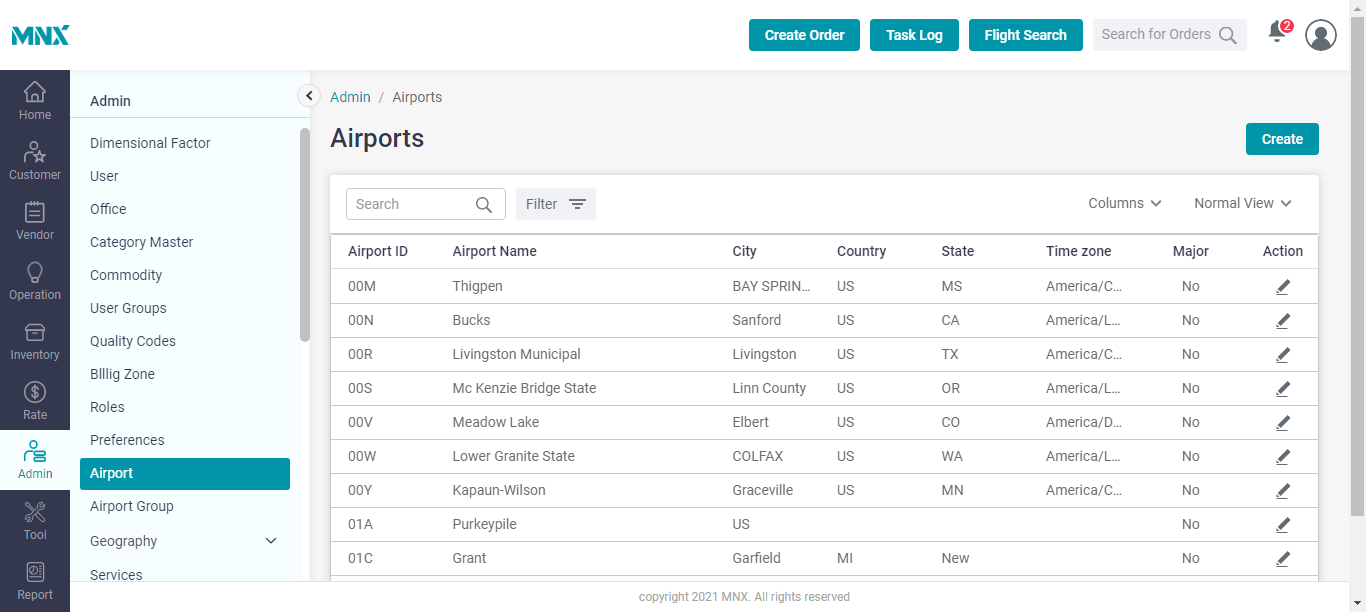 MNX
Create Order
Task Log
Flight Search
Search for Orders
2
Home
Customer
Vendor
Operation
Inventory
Rate
Admin
Tool
Report
Admin
Dimensional Factor
User
Office
Category Master
Commodity
User Groups
Quality Codes
Blllig Zone
Roles
Preferences
Airport
Airport Group
Geography
Services
Admin / Airports
Airports
Create
Search
Filter
Columns
Normal View
Airport ID Airport Name City Country State Time zone Major Action
00M Thigpen BAY SPRIN... US MS America/C... No
00N Bucks Sanford US CA America/L... No
00R Livingston Municipal Livingston US TX America/C... No
00S Mc Kenzie Bridge State Linn County US OR America/L... No
00V Meadow Lake Elbert US CO America/D... No
00W Lower Granite State COLFAX US WA America/L... No
00Y Kapaun-Wilson Graceville US MN America/C... No
01A Purkeypile US No
01C Grant Garfield MI New No
copyright 2021 MNX. All rights reserved